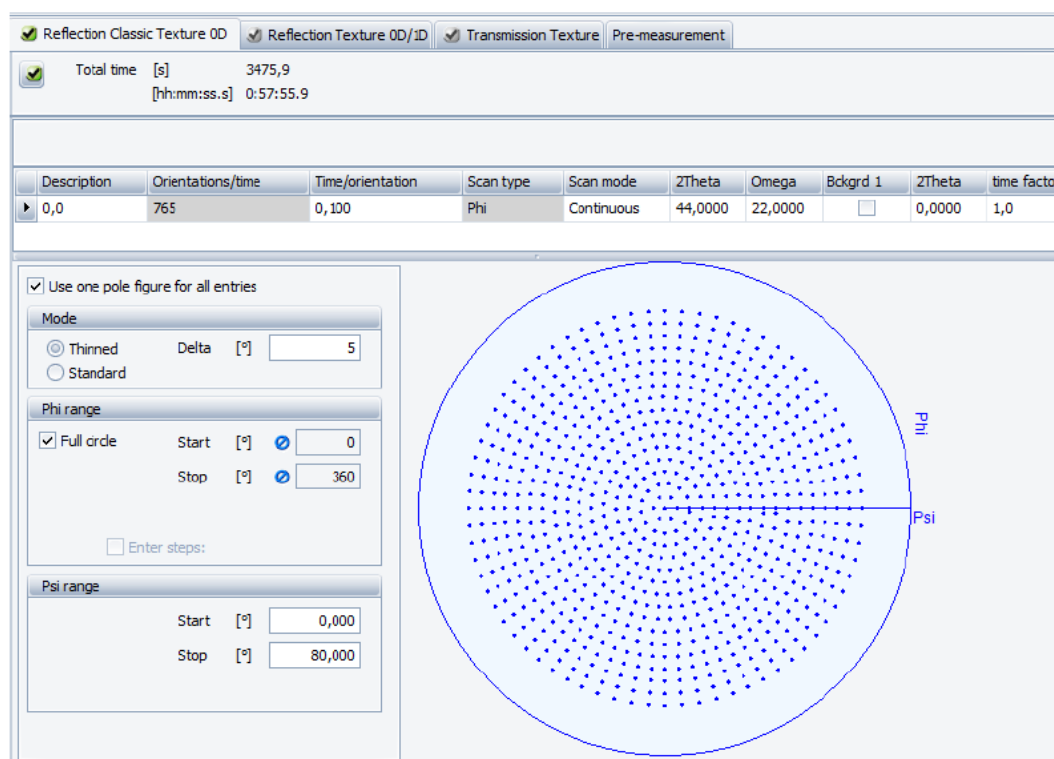 Reflection Classic Texture 0D Reflection Texture 0D/1D Transmission Texture Pre-measurement
Total time [s] 3475,9
[hh:mm:ss.s] 0:57:55.9
Description Orientations/time Time/orientation Scan type Scan mode 2Theta Omega Bckgrd 1 2Theta time facto
0,0 765 0,100 Phi Continuous 44,0000 22,0000 0,0000 1,0
Use one pole figure for all entries
Mode
Thinned Delta [°] 5
Standard
Phi range
Full circle Start [°] 0
Stop [°] 360
Enter steps:
Psi range
Start [°] 0,000
Stop [°] 80,000
Phi
Psi